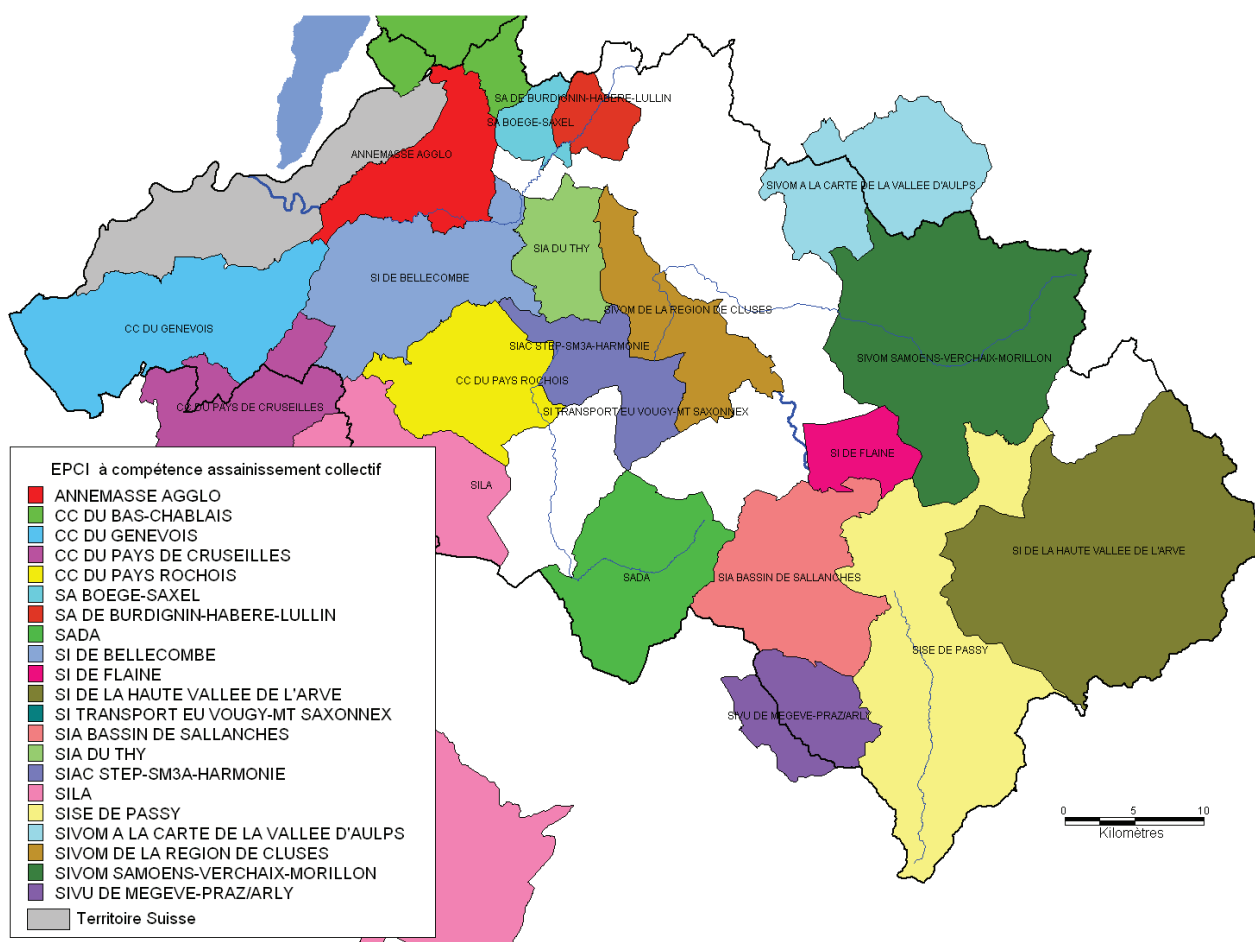 SA DE BURDIGNIN-HABERE-LULLIN
SA BOEGE-SAXEL
ANNEMASSE AGGLO
SIVOM A LA CARTE DE LA VALLEE D'AULPS
SIA DU THY
SI DE BELLECOMBE
SIVOM DE LA REGION DE CLUSES
CC DU GENEVOIS
SIAC STEP-SM3A-HARMONIE
SIVOM SAMOENS-VERCHAIX-MORILLON
CC DU PAYS ROCHOIS
CC DU PAYS DE CRUSEILLES
SI TRANSPORT EU VOUGY-MT SAXONNEX
SI DE FLAINE
SILA
SI DE LA HAUTE VALLEE DE L'ARVE
SADA
SIA BASSIN DE SALLANCHES
SISE DE PASSY
SIVU DE MEGEVE-PRAZ/ARLY
EPCI à compétence assainissement collectif
ANNEMASSE AGGLO
CC DU BAS-CHABLAIS
CC DU GENEVOIS
CC DU PAYS DE CRUSEILLES
CC DU PAYS ROCHOIS
SA BOEGE-SAXEL
SA DE BURDIGNIN-HABERE-LULLIN
SADA
SI DE BELLECOMBE
SI DE FLAINE
SI DE LA HAUTE VALLEE DE L'ARVE
SI TRANSPORT EU VOUGY-MT SAXONNEX
SIA BASSIN DE SALLANCHES
SIA DU THY
SIAC STEP-SM3A-HARMONIE
SILA
SISE DE PASSY
SIVOM A LA CARTE DE LA VALLEE D'AULPS
SIVOM DE LA REGION DE CLUSES
SIVOM SAMOENS-VERCHAIX-MORILLON
SIVU DE MEGEVE-PRAZ/ARLY
Territoire Suisse
0 5 10
Kilomètres